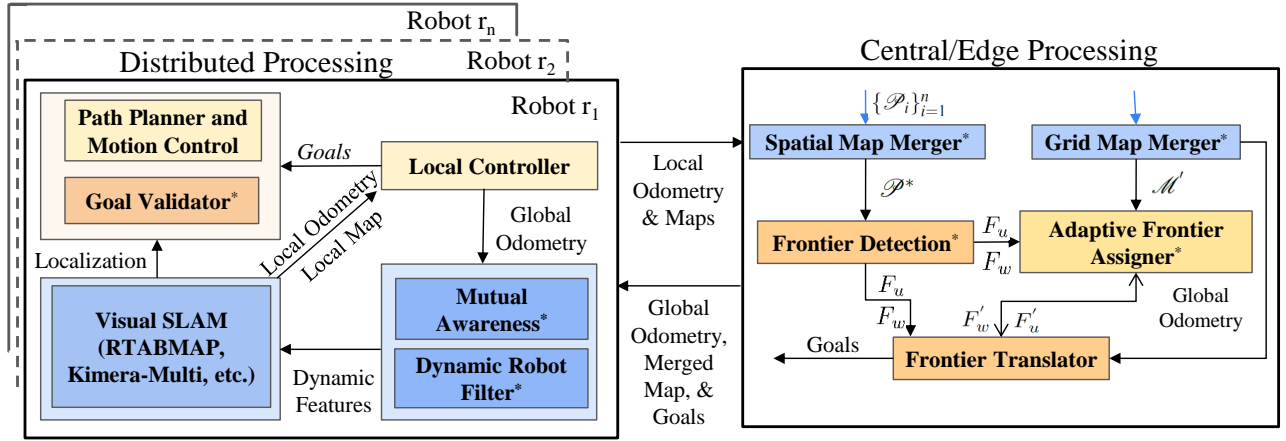 Robot rn
Robot r2
Distributed Processing
Robot r1
Path Planner and
Motion Control
Goal Validator*
Goals
Local Controller
Local Odometry
Local Map
Global
Odometry
Localization
Visual SLAM
(RTABMAP,
Kimera-Multi, etc.)
Dynamic
Features
Mutual
Awareness*
Dynamic Robot
Filter*
Local
Odometry
& Maps
Global
Odometry,
Merged
Map, &
Goals
Central/Edge Processing
{𝒫i}ⁿi=1
Spatial Map Merger*
Grid Map Merger*
𝒫*
ℳ′
Frontier Detection*
Fu
Fw
Adaptive Frontier
Assigner*
Fu
Fw
F′w
F′u
Global
Odometry
Goals
Frontier Translator